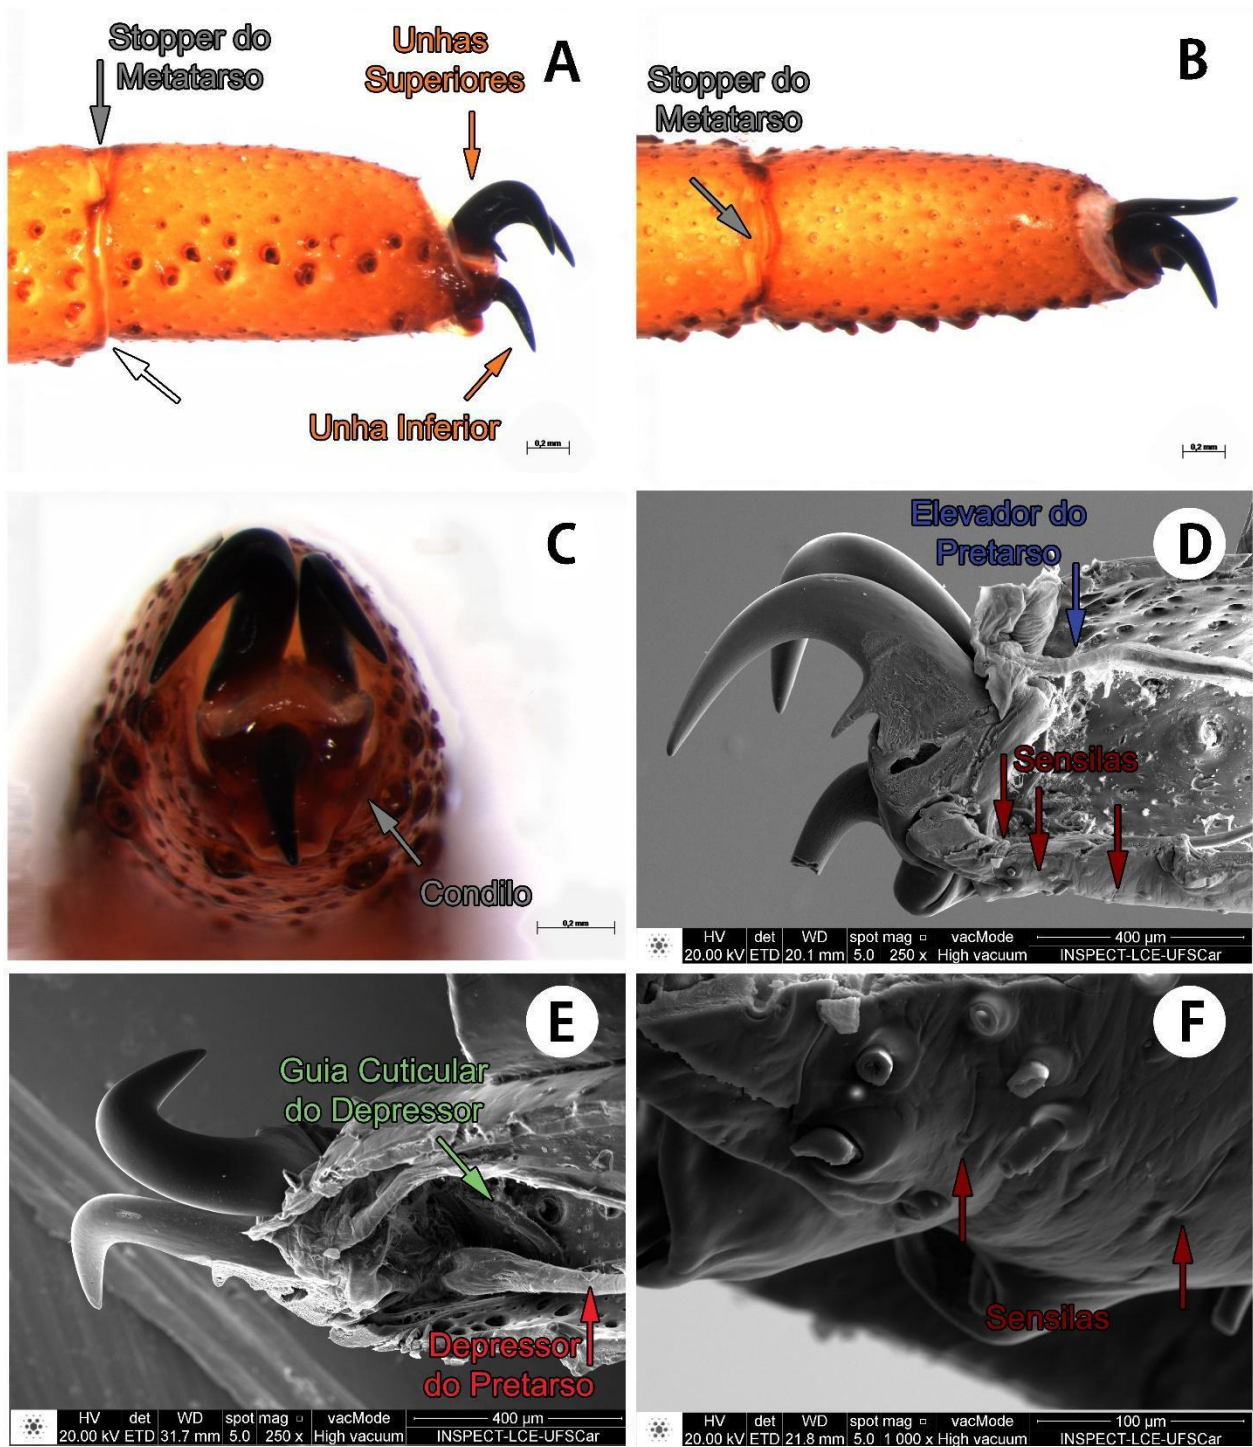 Stopper do
Metatarso
Unhas
Superiores
A
Unha Inferior
0,2 mm
B
Stopper do
Metatarso
0,2 mm
C
Condilo
0,2 mm
Elevador do
Pretarso
D
Sensilas
HV det WD spot mag □ vacMode 400 µm
20.00 kV ETD 20.1 mm 5.0 250 x High vacuum INSPECT-LCE-UFSCar
E
Guia Cuticular
do Depressor
Depressor
do Pretarso
HV det WD spot mag □ vacMode 400 µm
20.00 kV ETD 31.7 mm 5.0 250 x High vacuum INSPECT-LCE-UFSCar
F
Sensilas
HV det WD spot mag □ vacMode 100 µm
20.00 kV ETD 21.8 mm 5.0 1 000 x High vacuum INSPECT-LCE-UFSCar